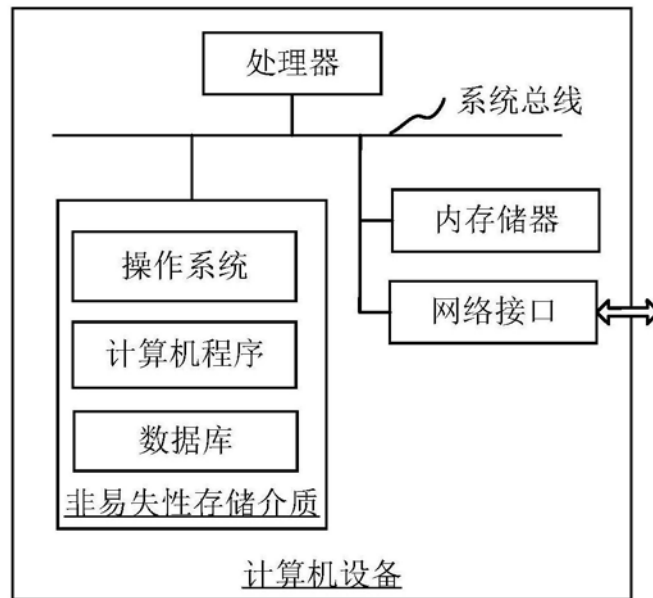 处理器
系统总线
内存储器
操作系统
网络接口
计算机程序
数据库
非易失性存储介质
计算机设备